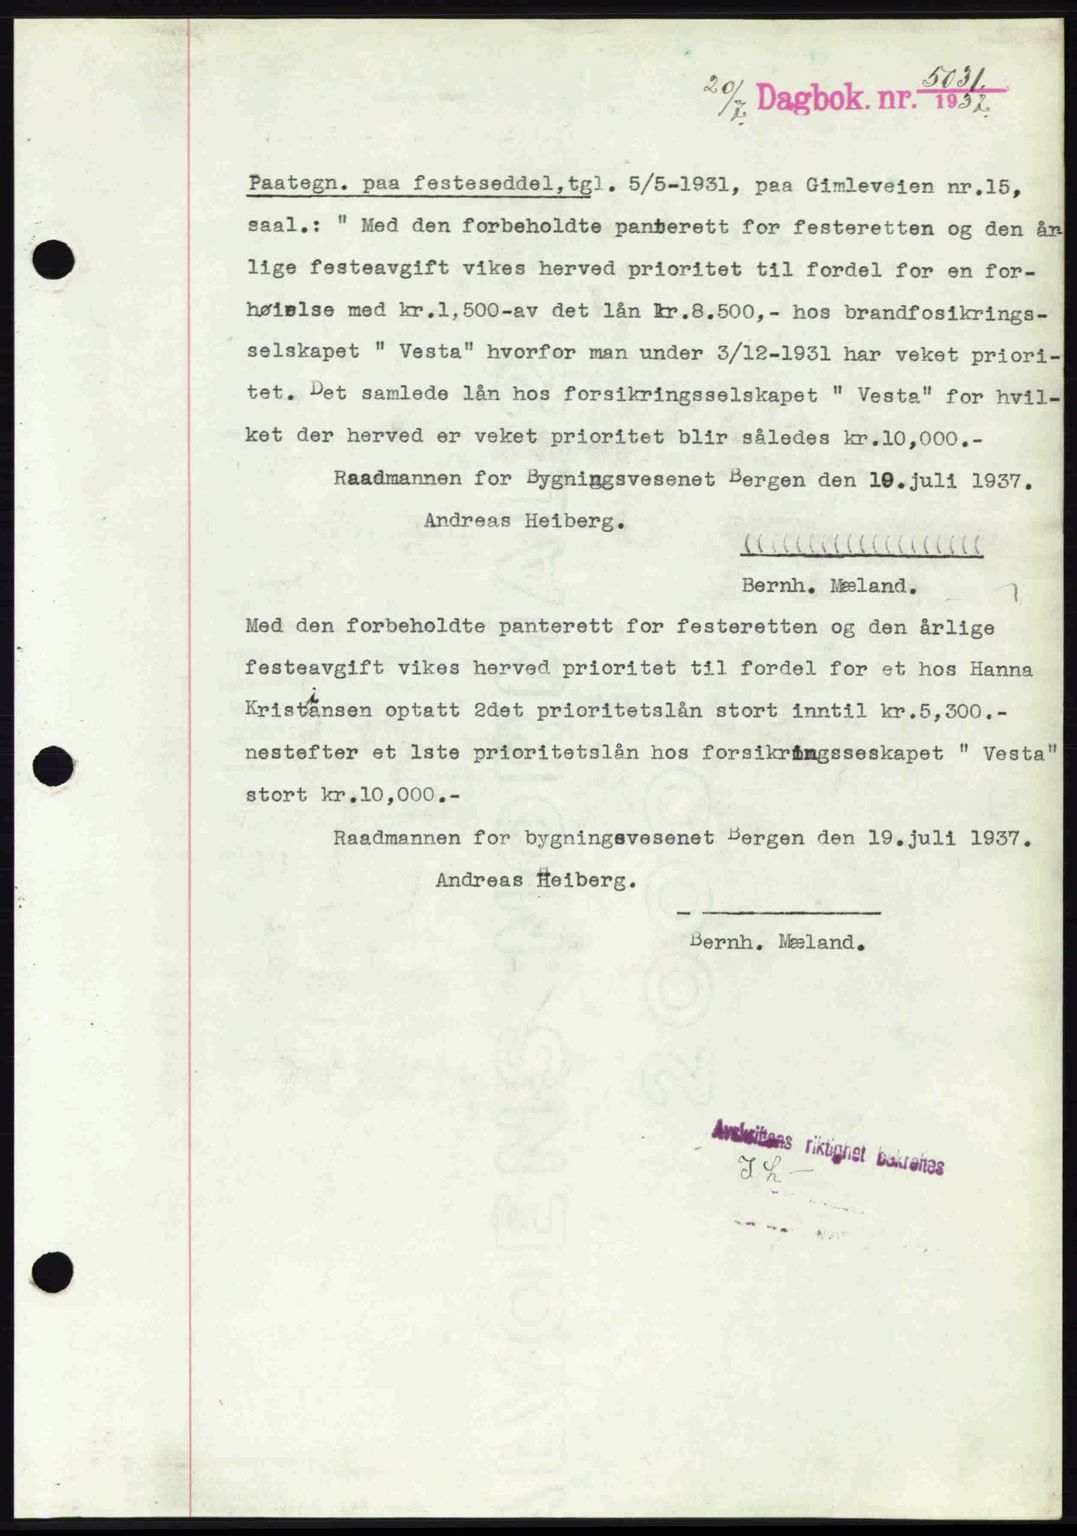 20/7 Dagbok. nr. 5031/1937.
Paategn. paa festeseddel,tgl. 5/5-1931, paa Gimleveien nr.15,
saal.: " Med den forbeholdte panterett for festeretten og den år-
lige festeavgift vikes herved prioritet til fordel for en for-
høielse med kr.1,500-av det lån kr.8.500,- hos brandfosikrings-
selskapet " Vesta" hvorfor man under 3/12-1931 har veket priori-
tet. Det samlede lån hos forsikringsselskapet " Vesta" for hvil-
ket der herved er veket prioritet blir således kr.10,000.-
Raadmannen for Bygningsvesenet Bergen den 19.juli 1937.
Andreas Heiberg.
((((((((((((((((((((
Bernh. Mæland.
Med den forbeholdte panterett for festeretten og den årlige
festeavgift vikes herved prioritet til fordel for et hos Hanna
Kristiansen optatt 2det prioritetslån stort inntil kr.5,300.-
nestefter et 1ste prioritetslån hos forsikringsseskapet " Vesta"
stort kr.10,000.-
Raadmannen for bygningsvesenet Bergen den 19.juli 1937.
Andreas Heiberg.
Bernh. Mæland.
Avskriftens riktighet bekreftes